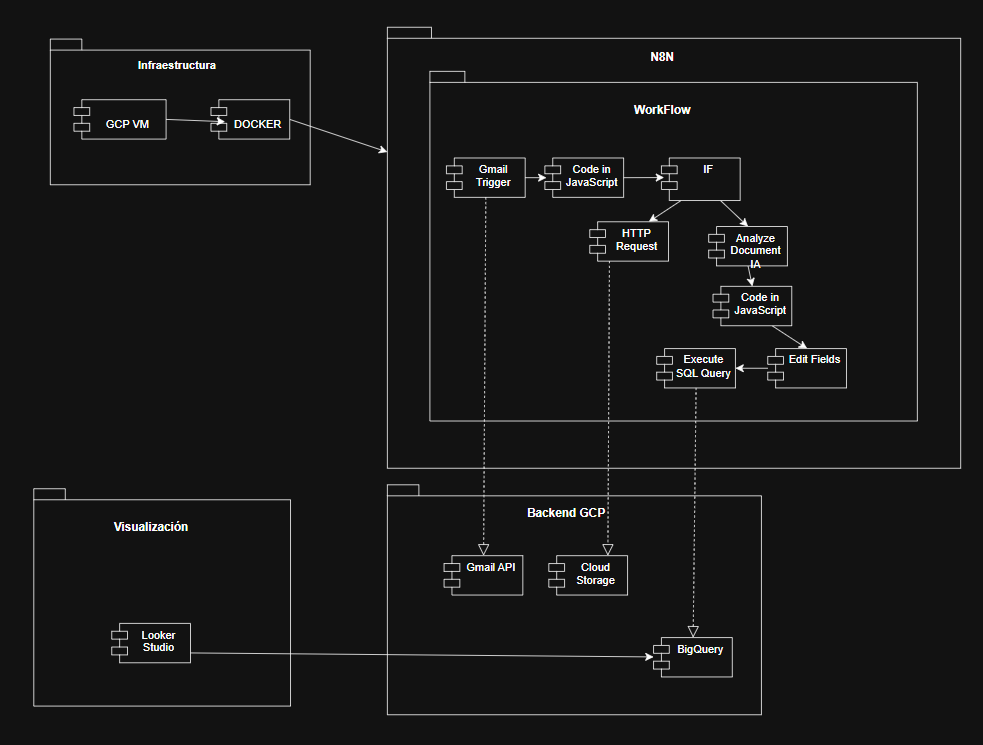 Infraestructura
GCP VM
DOCKER
N8N
WorkFlow
Gmail
Trigger
Code in
JavaScript
IF
HTTP
Request
Analyze
Document
IA
Code in
JavaScript
Execute
SQL Query
Edit Fields
Visualización
Looker
Studio
Backend GCP
Gmail API
Cloud
Storage
BigQuery